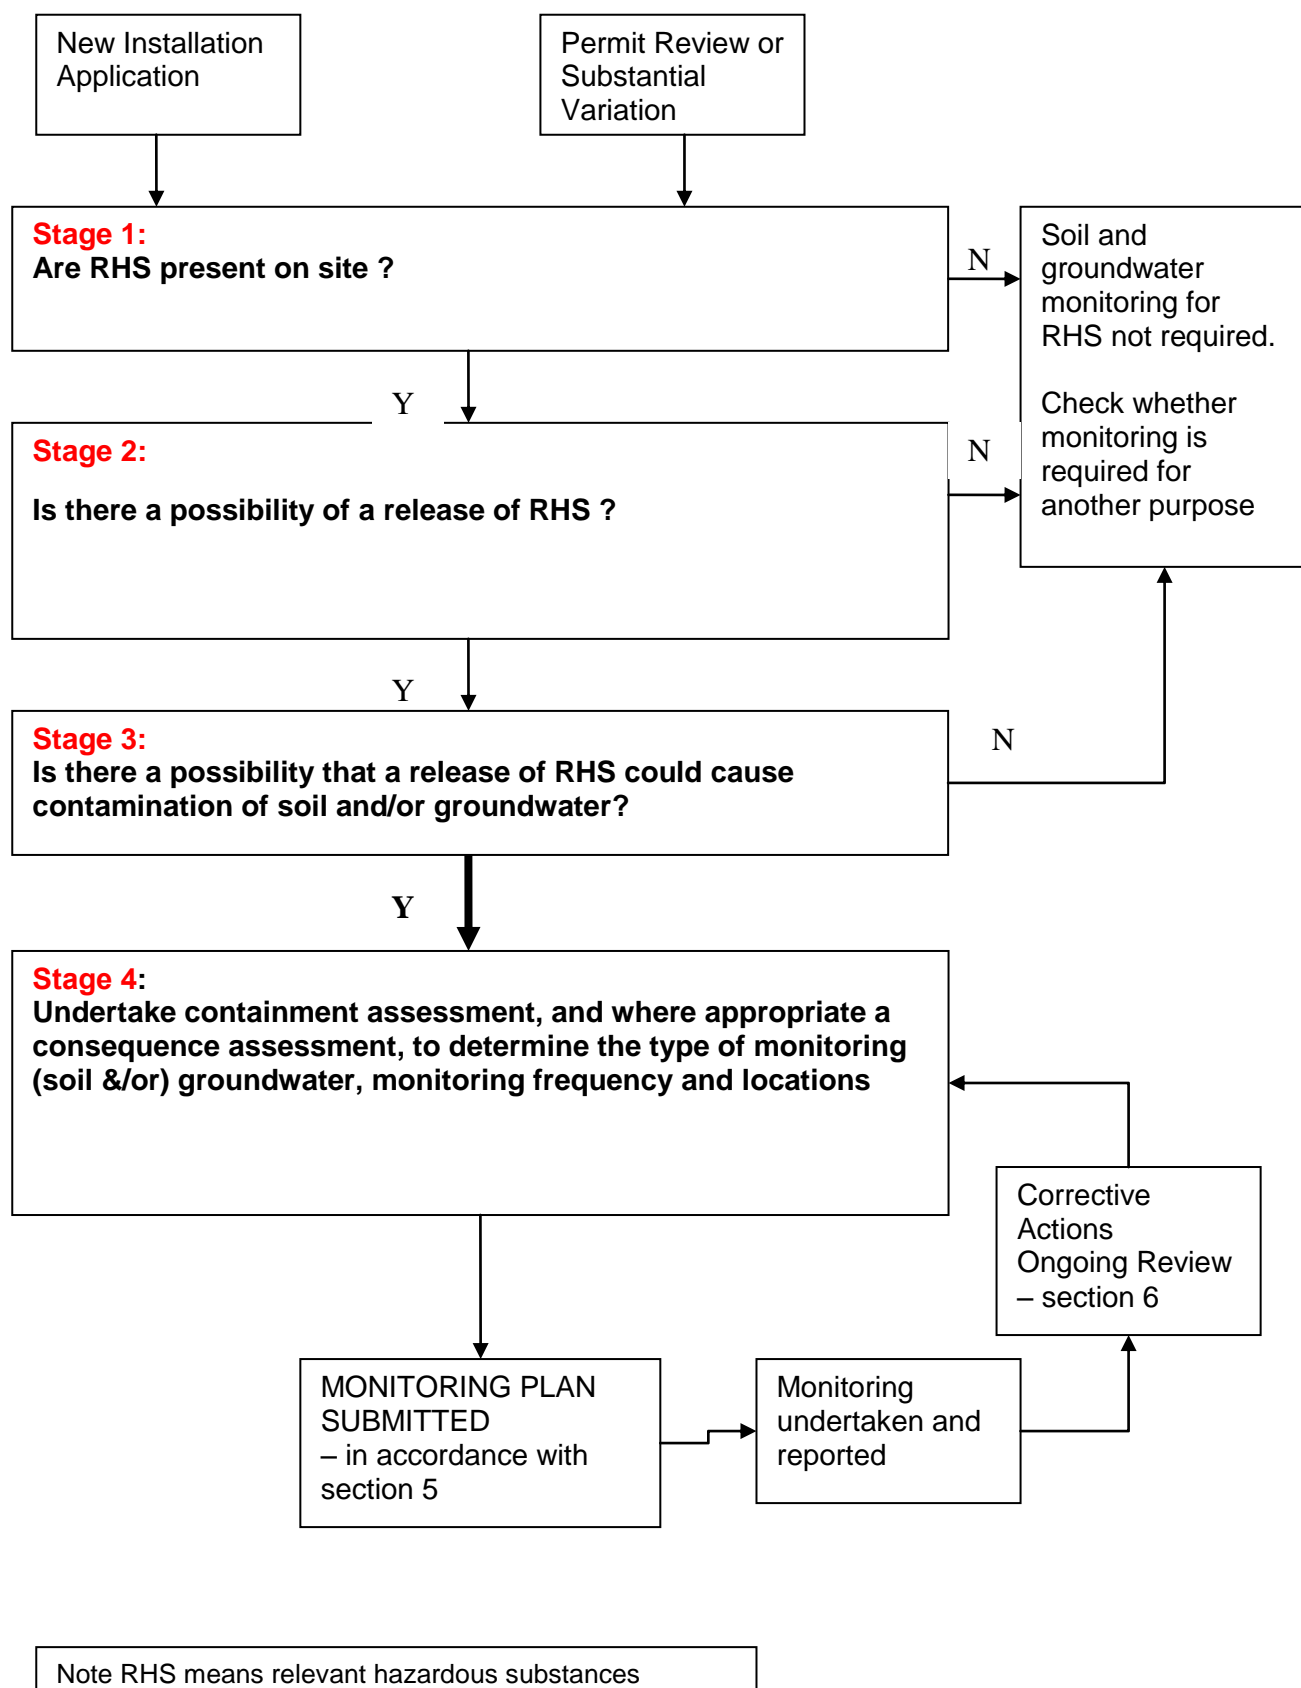 New Installation
Application
Permit Review or
Substantial
Variation
Stage 1:
Are RHS present on site ?
N
Soil and
groundwater
monitoring for
RHS not required.
Check whether
monitoring is
required for
another purpose
Y
Stage 2:
Is there a possibility of a release of RHS ?
N
Y
Stage 3:
Is there a possibility that a release of RHS could cause
contamination of soil and/or groundwater?
N
Y
Stage 4:
Undertake containment assessment, and where appropriate a
consequence assessment, to determine the type of monitoring
(soil &/or) groundwater, monitoring frequency and locations
Corrective
Actions
Ongoing Review
– section 6
MONITORING PLAN
SUBMITTED
– in accordance with
section 5
Monitoring
undertaken and
reported
Note RHS means relevant hazardous substances